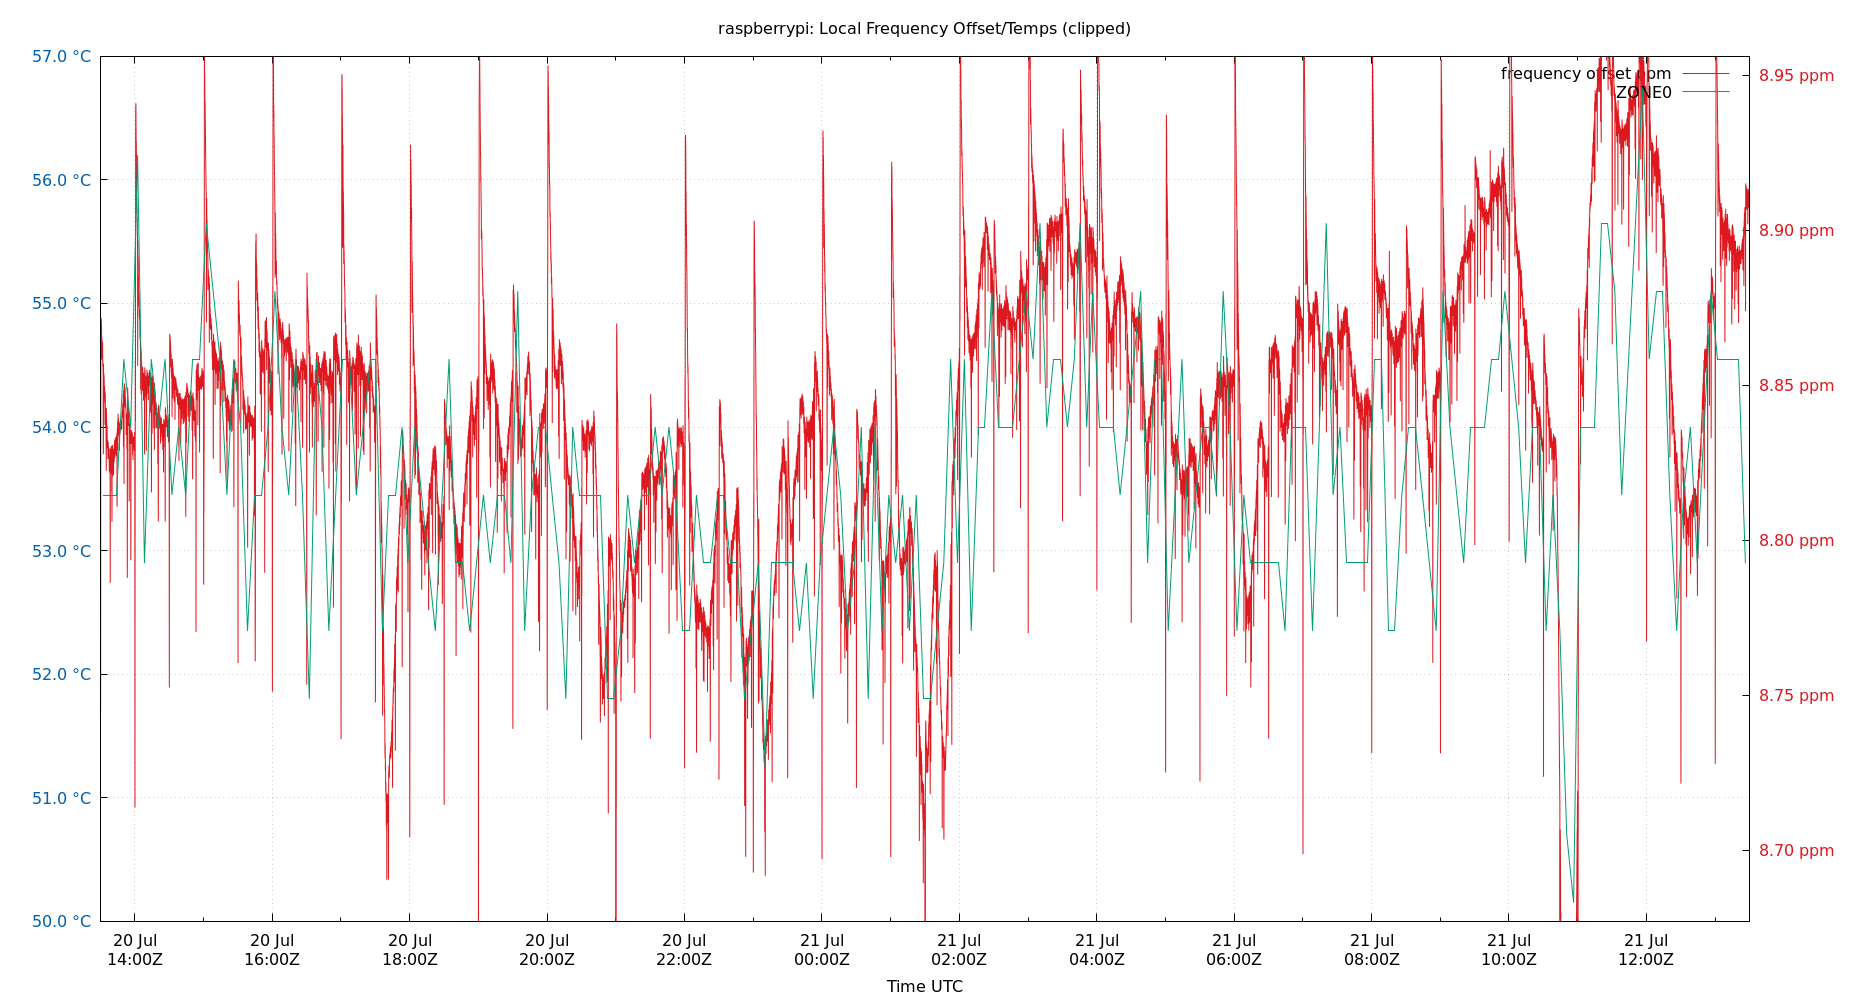 raspberrypi: Local Frequency Offset/Temps (clipped)
57.0 °C
56.0 °C
55.0 °C
54.0 °C
53.0 °C
52.0 °C
51.0 °C
50.0 °C
frequency offset ppm
ZONE0
8.95 ppm
8.90 ppm
8.85 ppm
8.80 ppm
8.75 ppm
8.70 ppm
20 Jul
14:00Z
20 Jul
16:00Z
20 Jul
18:00Z
20 Jul
20:00Z
20 Jul
22:00Z
21 Jul
00:00Z
21 Jul
02:00Z
21 Jul
04:00Z
21 Jul
06:00Z
21 Jul
08:00Z
21 Jul
10:00Z
21 Jul
12:00Z
Time UTC